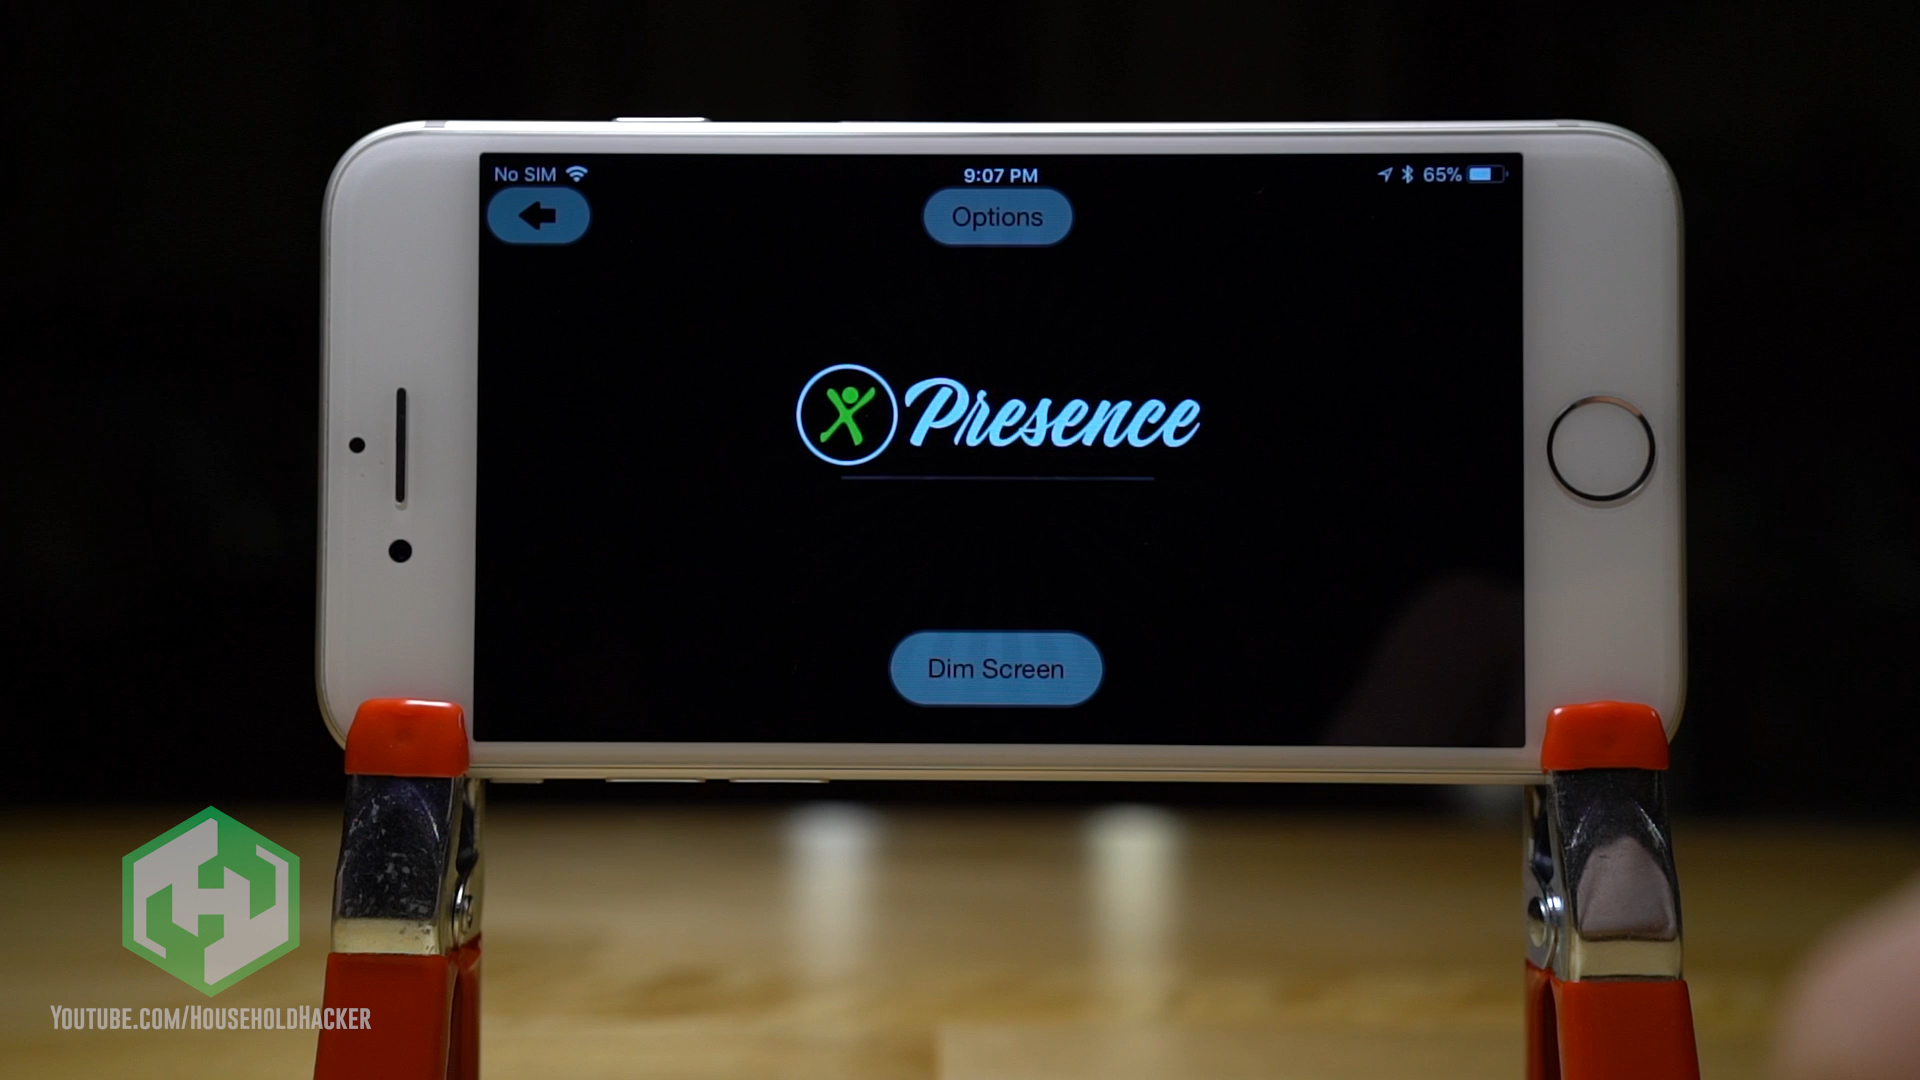 No SIM
9:07 PM
65%
Options
Presence
Dim Screen
Youtube.com/HouseholdHacker